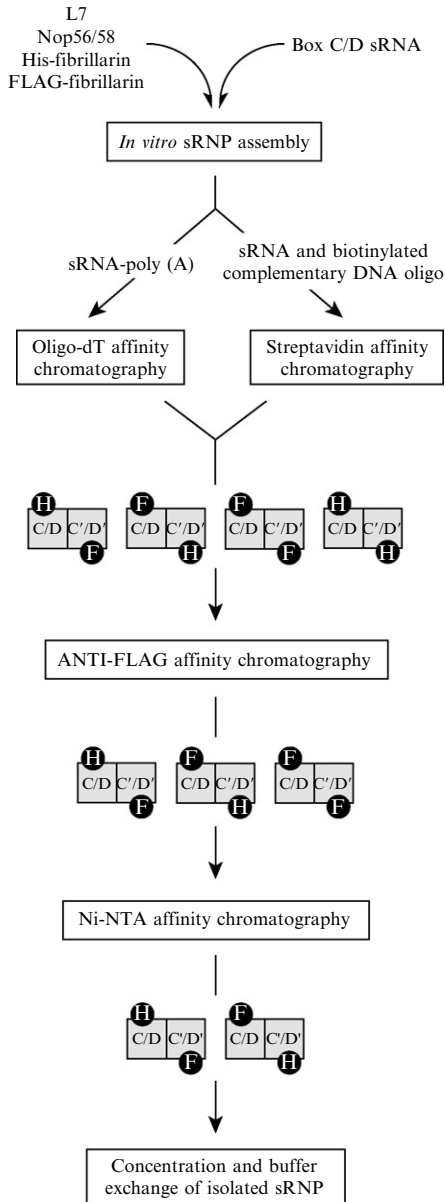 L7
Nop56/58
His-fibrillarin
FLAG-fibrillarin
Box C/D sRNA
In vitro sRNP assembly
sRNA-poly (A)
sRNA and biotinylated
complementary DNA oligo
Oligo-dT affinity
chromatography
Streptavidin affinity
chromatography
H F F H
C/D C′/D′ C/D C′/D′ C/D C′/D′ C/D C′/D′
F H F H
ANTI-FLAG affinity chromatography
H F F
C/D C′/D′ C/D C′/D′ C/D C′/D′
F H F
Ni-NTA affinity chromatography
H F
C/D C'/D' C/D C'/D'
F H
Concentration and buffer
exchange of isolated sRNP